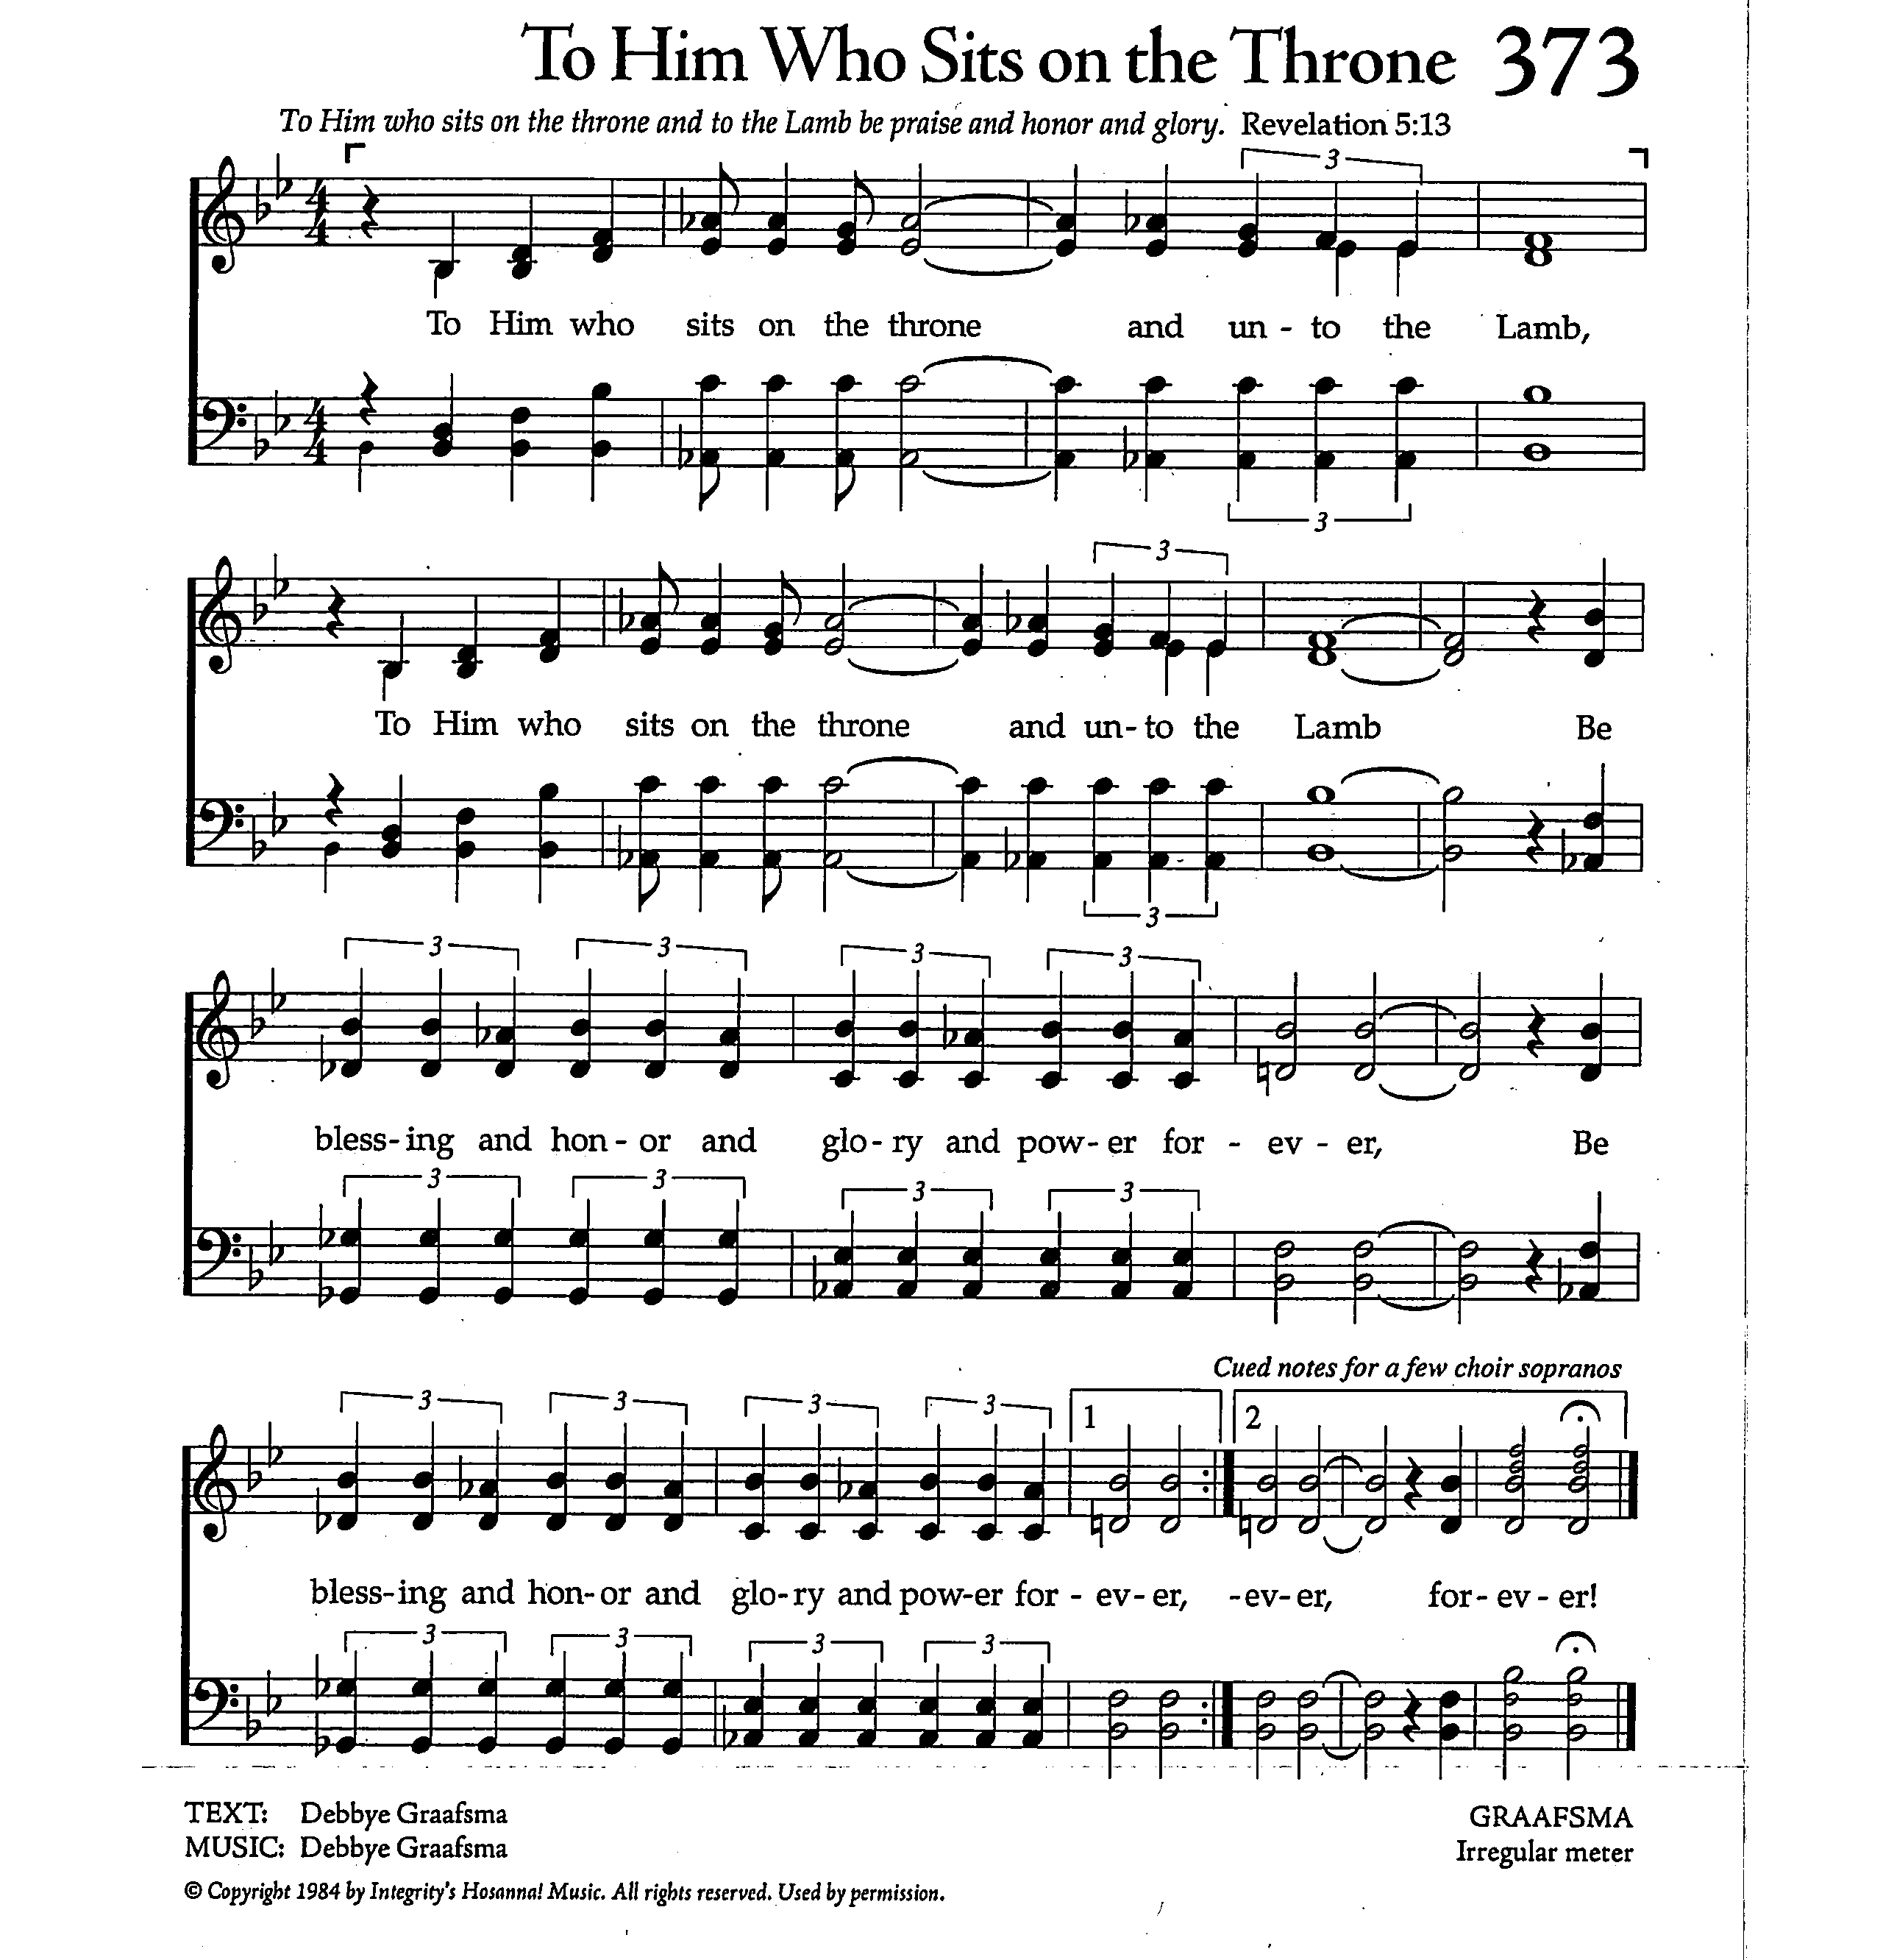 To Him Who Sits on the Throne 373
To Him who sits on the throne and to the Lamb be praise and honor and glory. Revelation 5:13
3
To Him who sits on the throne and un - to the Lamb,
3
3
To Him who sits on the throne and un - to the Lamb Be
3
3 3 3 3
bless - ing and hon - or and glo - ry and pow - er for - ev - er, Be
3 3 3 3
Cued notes for a few choir sopranos
3 3 3 3 1 2
bless - ing and hon - or and glo - ry and pow - er for - ev - er, - ev - er, for - ev - er!
3 3 3 3
TEXT: Debbye Graafsma GRAAFSMA
MUSIC: Debbye Graafsma Irregular meter
© Copyright 1984 by Integrity's Hosanna! Music. All rights reserved. Used by permission.